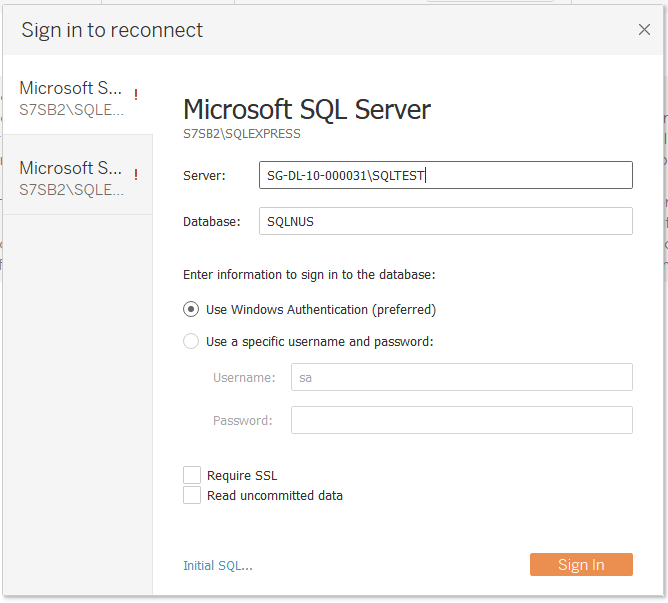 Sign in to reconnect
Microsoft S...
!
S7SB2\SQLE...
Microsoft S...
!
S7SB2\SQLE...
Microsoft SQL Server
S7SB2\SQLEXPRESS
Server: SG-DL-10-000031\SQLTEST
Database: SQLNUS
Enter information to sign in to the database:
Use Windows Authentication (preferred)
Use a specific username and password:
Username: sa
Password:
Require SSL
Read uncommitted data
Initial SQL...
Sign In